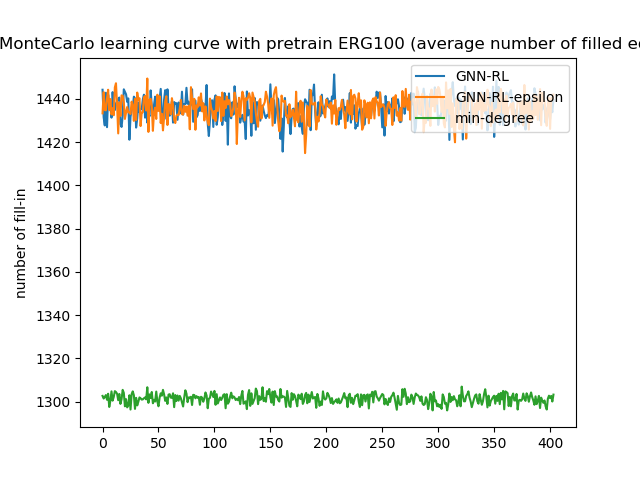 MonteCarlo learning curve with pretrain ERG100 (average number of filled
GNN-RL
GNN-RL-epsilon
min-degree
number of fill-in
1440
1420
1400
1380
1360
1340
1320
1300
0 50 100 150 200 250 300 350 400